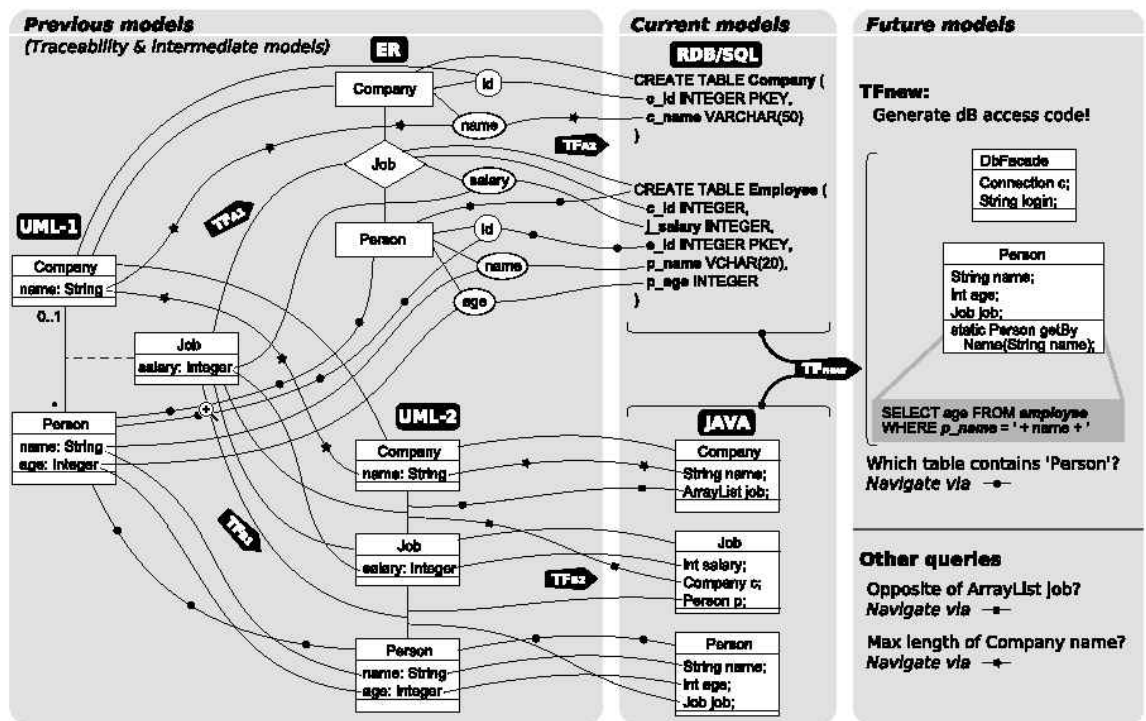 Previous models
(Traceability & intermediate models)
ER
Company
id
name
Job
salary
Person
id
name
age
TFA1
UML-1
Company
name: String
0..1
Job
salary: Integer
*
Person
name: String
age: Integer
TFB1
UML-2
Company
name: String
Job
salary: Integer
Person
name: String
age: Integer
Current models
RDB/SQL
CREATE TABLE Company (
c_id INTEGER PKEY,
c_name VARCHAR(50)
)
TFA2
CREATE TABLE Employee (
c_id INTEGER,
j_salary INTEGER,
e_id INTEGER PKEY,
p_name VCHAR(20),
p_age INTEGER
)
TFnew
JAVA
Company
String name;
ArrayList job;
Job
int salary;
Company c;
Person p;
TFB2
Person
String name;
int age;
Job job;
Future models
TFnew:
Generate dB access code!
DbFacade
Connection c;
String login;
Person
String name;
int age;
Job job;
static Person getBy
Name(String name);
SELECT age FROM employee
WHERE p_name = ' + name + '
Which table contains 'Person'?
Navigate via
Other queries
Opposite of ArrayList job?
Navigate via
Max length of Company name?
Navigate via